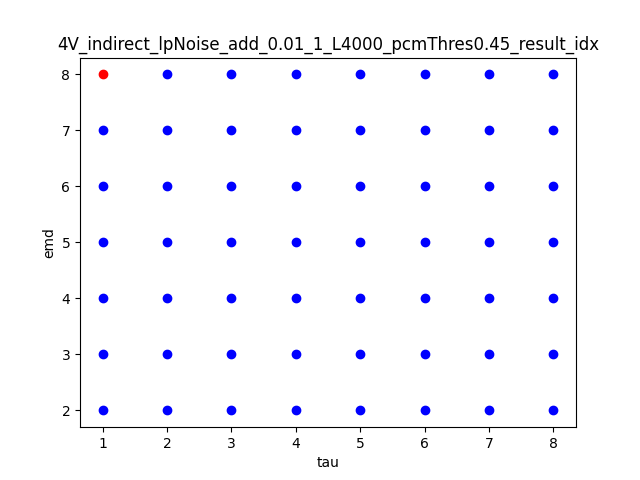 4V_indirect_lpNoise_add_0.01_1_L4000_pcmThres0.45_result_idx
8
7
6
5
4
3
2
emd
1 2 3 4 5 6 7 8
tau